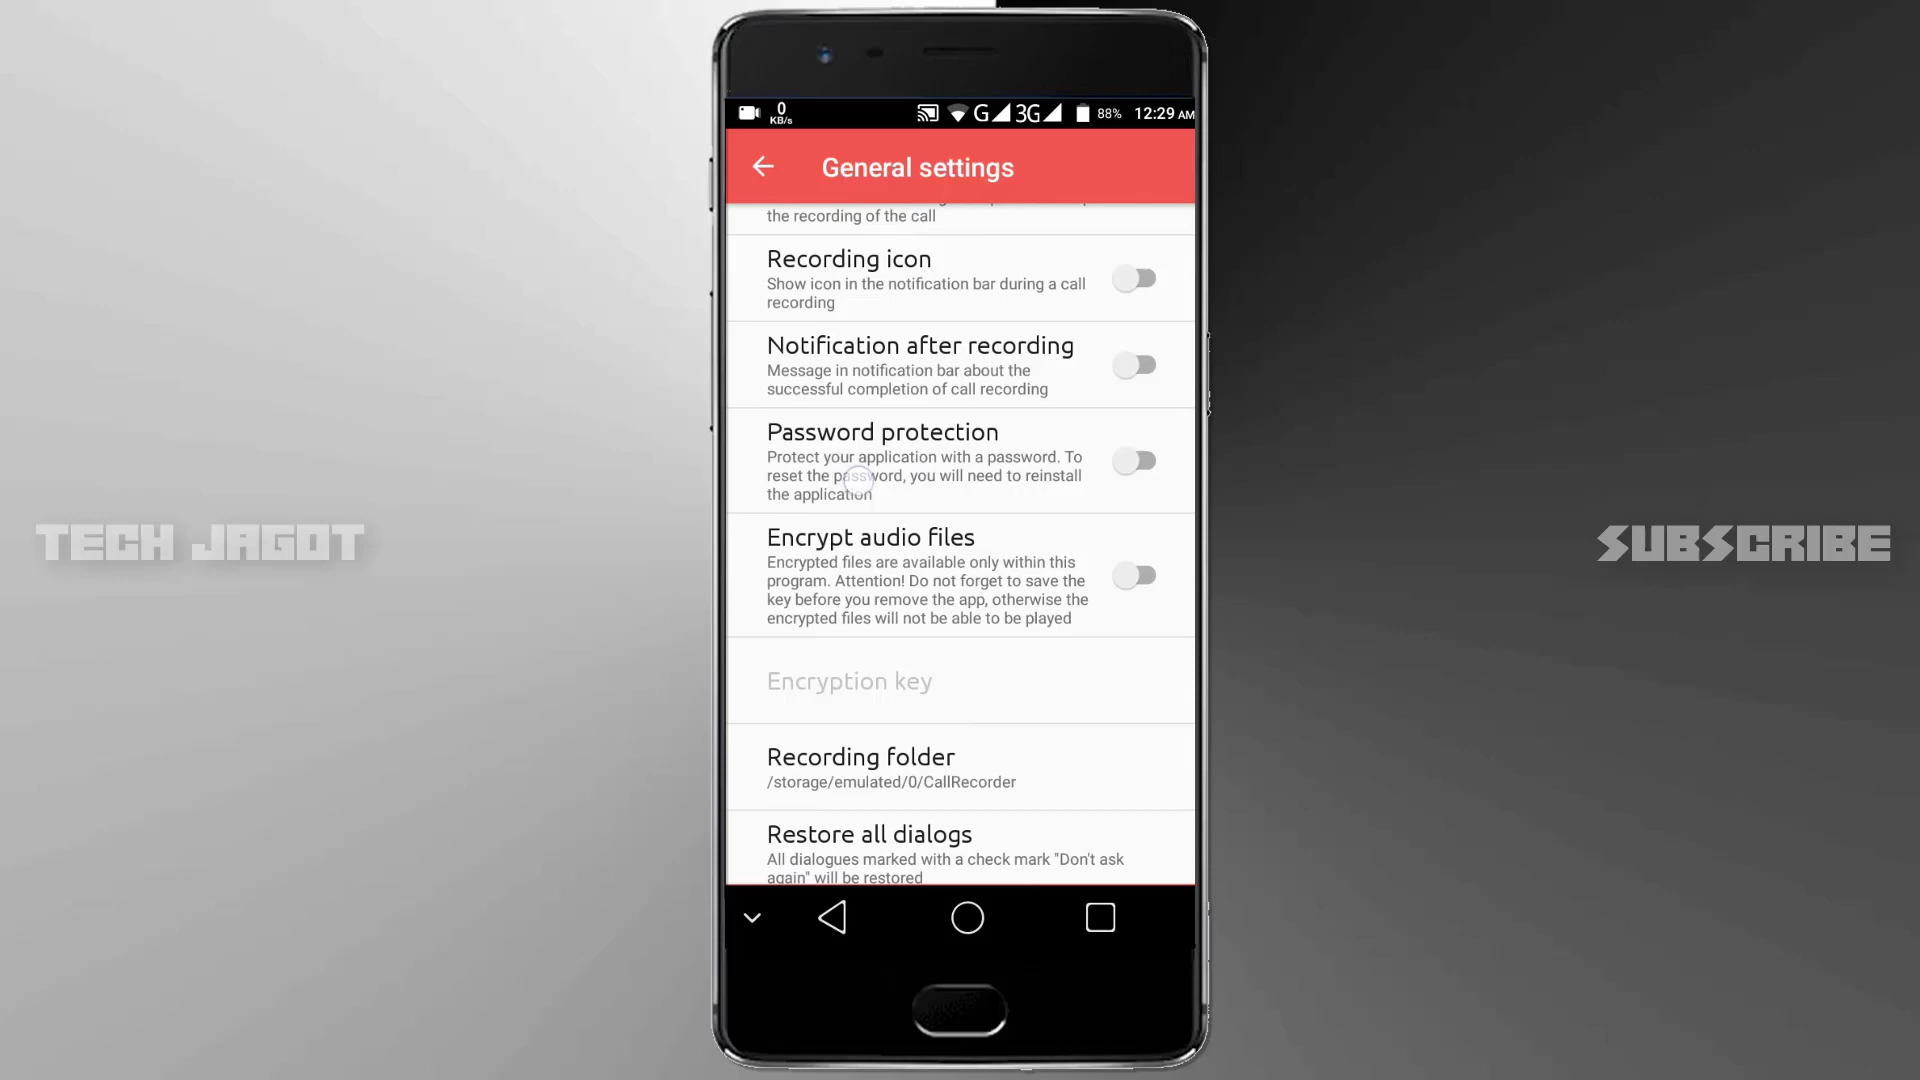 0
KB/s
G 3G 88% 12:29 AM
General settings
the recording of the call
Recording icon
Show icon in the notification bar during a call
recording
Notification after recording
Message in notification bar about the
successful completion of call recording
Password protection
Protect your application with a password. To
reset the password, you will need to reinstall
the application
Encrypt audio files
Encrypted files are available only within this
program. Attention! Do not forget to save the
key before you remove the app, otherwise the
encrypted files will not be able to be played
Encryption key
Recording folder
/storage/emulated/0/CallRecorder
Restore all dialogs
All dialogues marked with a check mark "Don't ask
again" will be restored
TECH JAGOT
SUBSCRIBE